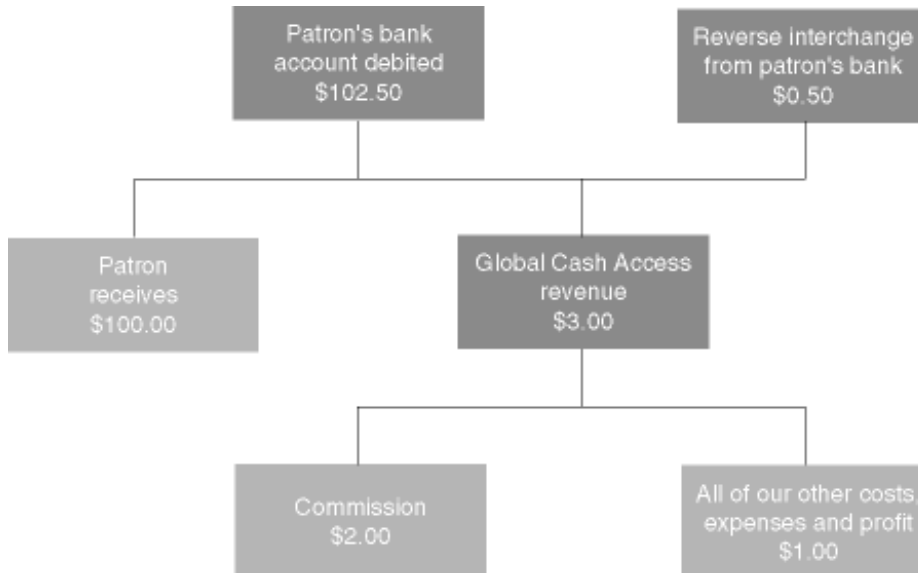 Patron's bank
account debited
$102.50
Reverse interchange
from patron's bank
$0.50
Patron
receives
$100.00
Global Cash Access
revenue
$3.00
Commission
$2.00
All of our other costs,
expenses and profit
$1.00